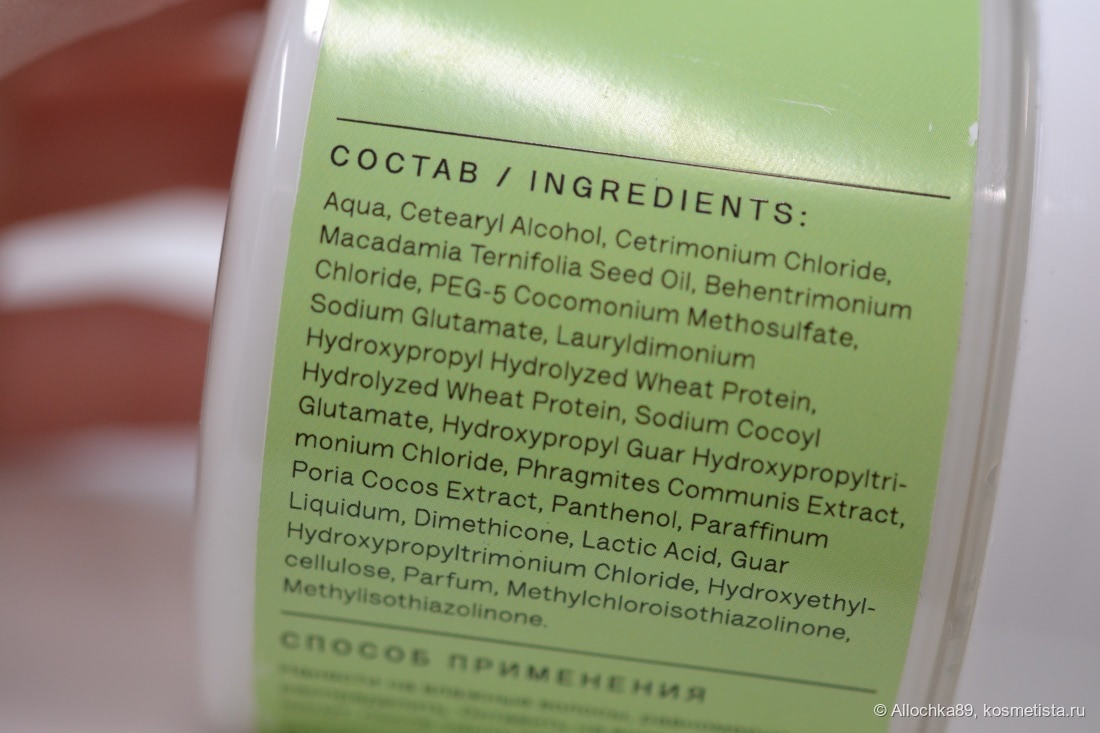 СОСТАВ / INGREDIENTS:
Aqua, Cetearyl Alcohol, Cetrimonium Chloride,
Macadamia Ternifolia Seed Oil, Behentrimonium
Chloride, PEG-5 Cocomonium Methosulfate,
Sodium Glutamate, Lauryldimonium
Hydroxypropyl Hydrolyzed Wheat Protein,
Hydrolyzed Wheat Protein, Sodium Cocoyl
Glutamate, Hydroxypropyl Guar Hydroxypropyltri-
monium Chloride, Phragmites Communis Extract,
Poria Cocos Extract, Panthenol, Paraffinum
Liquidum, Dimethicone, Lactic Acid, Guar
Hydroxypropyltrimonium Chloride, Hydroxyethyl-
cellulose, Parfum, Methylchloroisothiazolinone,
Methylisothiazolinone.
СПОСОБ ПРИМЕНЕНИЯ
© Allochka89, kosmetista.ru